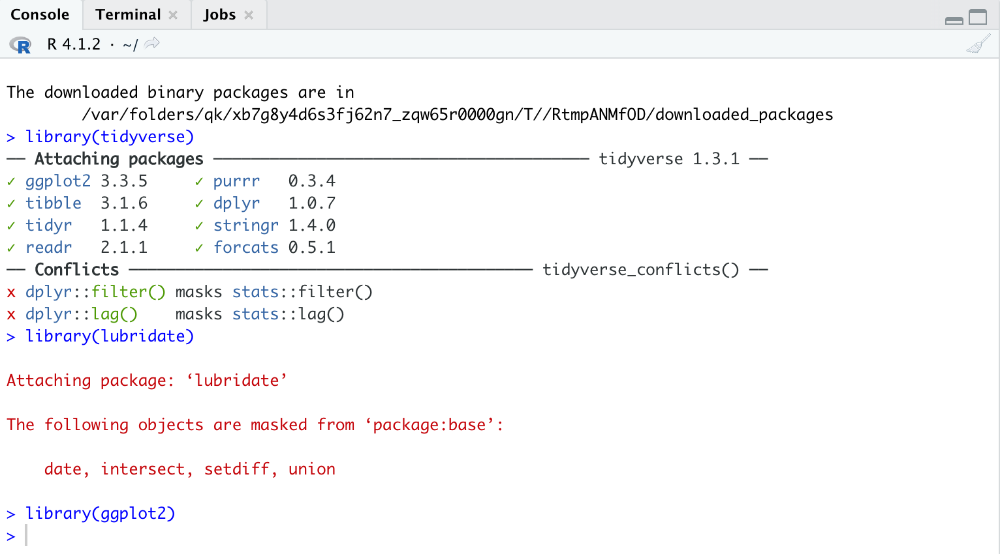 Console Terminal × Jobs ×
R R 4.1.2 · ~/
The downloaded binary packages are in
/var/folders/qk/xb7g8y4d6s3fj62n7_zqw65r0000gn/T//RtmpANMfOD/downloaded_packages
> library(tidyverse)
── Attaching packages ──────────────────────────────────────── tidyverse 1.3.1 ──
✓ ggplot2 3.3.5     ✓ purrr   0.3.4
✓ tibble  3.1.6     ✓ dplyr   1.0.7
✓ tidyr   1.1.4     ✓ stringr 1.4.0
✓ readr   2.1.1     ✓ forcats 0.5.1
── Conflicts ─────────────────────────────────────────── tidyverse_conflicts() ──
x dplyr::filter() masks stats::filter()
x dplyr::lag()    masks stats::lag()
> library(lubridate)
Attaching package: ‘lubridate’
The following objects are masked from ‘package:base’:
date, intersect, setdiff, union
> library(ggplot2)
>